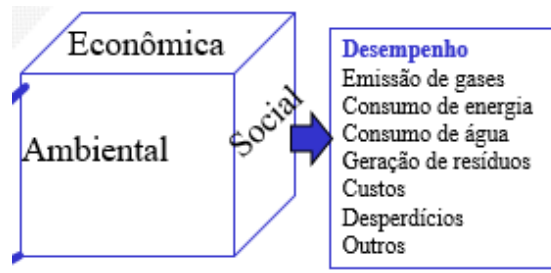 Econômica
Ambiental
Social
Desempenho
Emissão de gases
Consumo de energia
Consumo de água
Geração de resíduos
Custos
Desperdícios
Outros